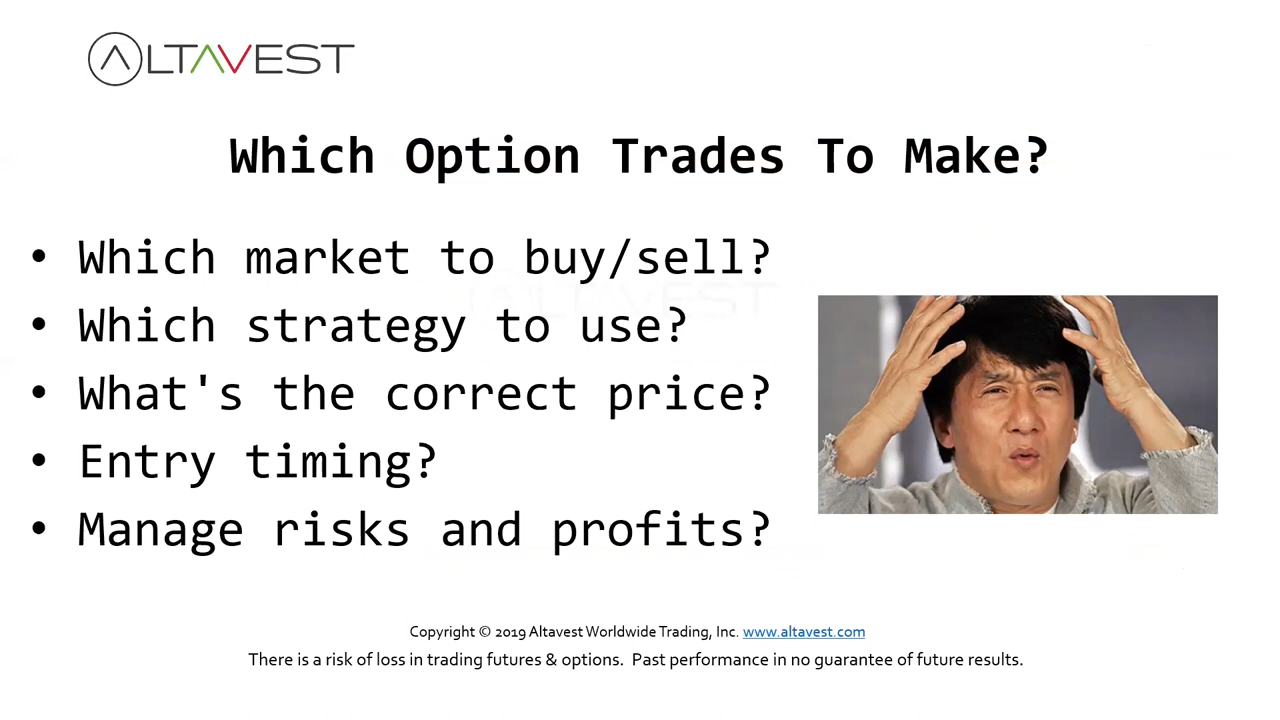 ALTAVEST
Which Option Trades To Make?
• Which market to buy/sell?
• Which strategy to use?
• What's the correct price?
• Entry timing?
• Manage risks and profits?
ALTAVEST
Copyright © 2019 Altavest Worldwide Trading, Inc. www.altavest.com
There is a risk of loss in trading futures & options.  Past performance in no guarantee of future results.